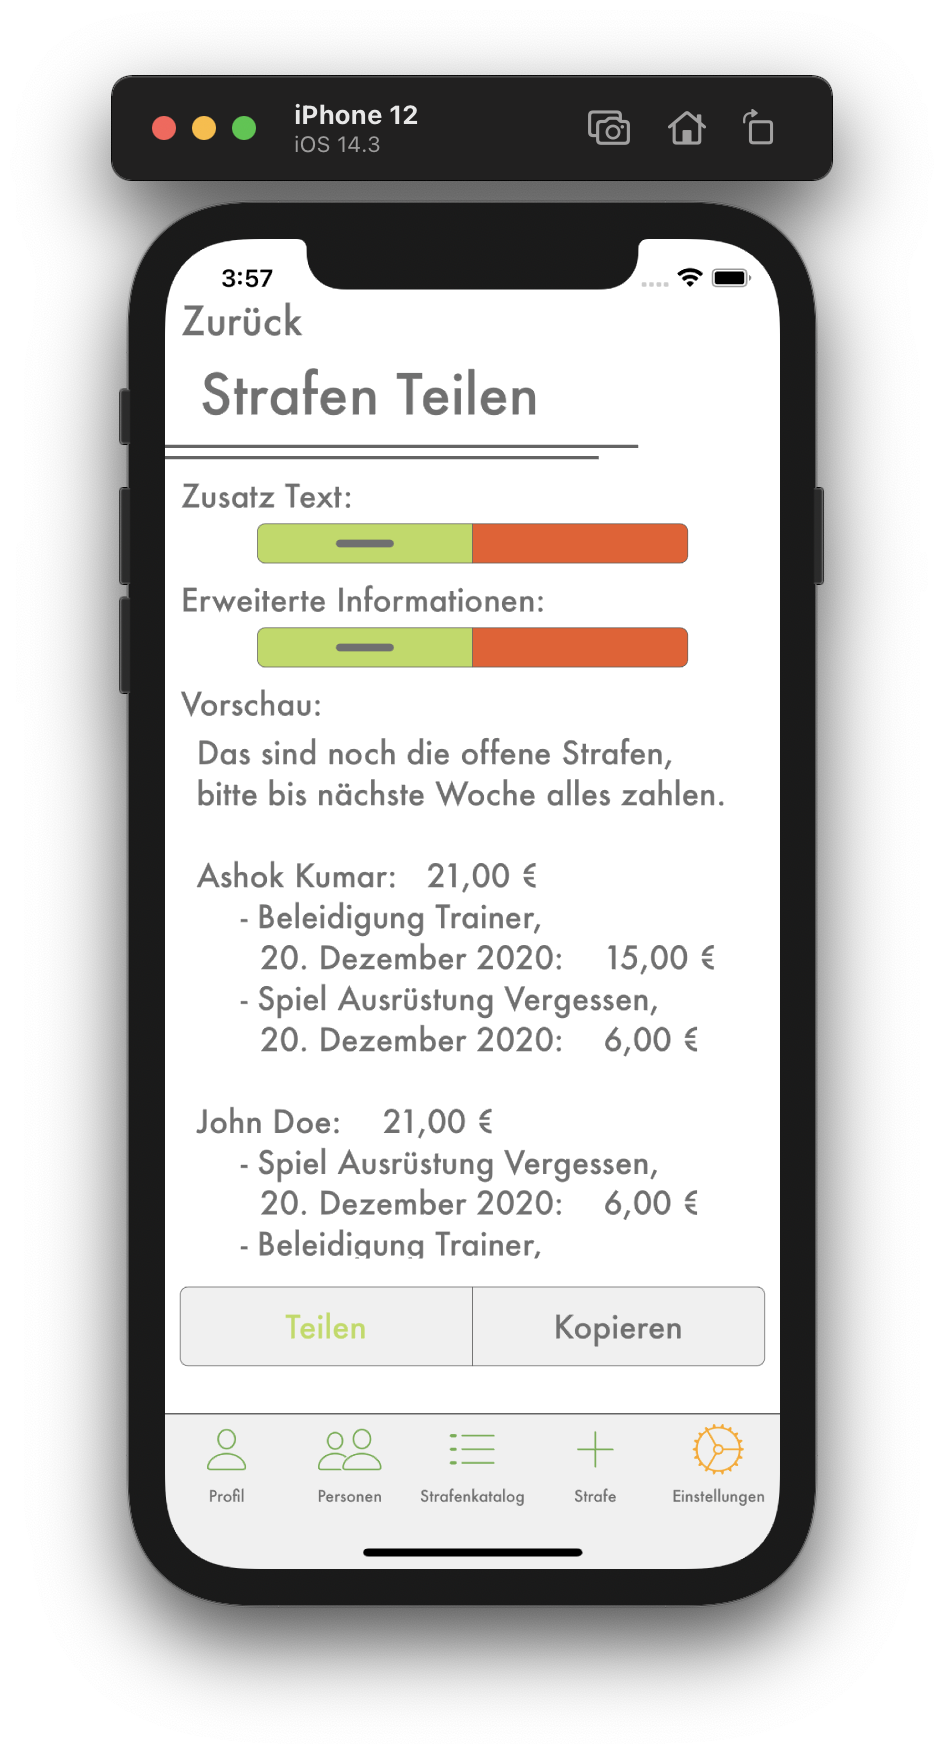 iPhone 12
iOS 14.3
3:57
Zurück
Strafen Teilen
Zusatz Text:
Erweiterte Informationen:
Vorschau:
Das sind noch die offene Strafen,
bitte bis nächste Woche alles zahlen.
Ashok Kumar: 21,00 €
- Beleidigung Trainer,
20. Dezember 2020: 15,00 €
- Spiel Ausrüstung Vergessen,
20. Dezember 2020: 6,00 €
John Doe: 21,00 €
- Spiel Ausrüstung Vergessen,
20. Dezember 2020: 6,00 €
- Beleidigung Trainer,
Teilen Kopieren
Profil Personen Strafenkatalog Strafe Einstellungen